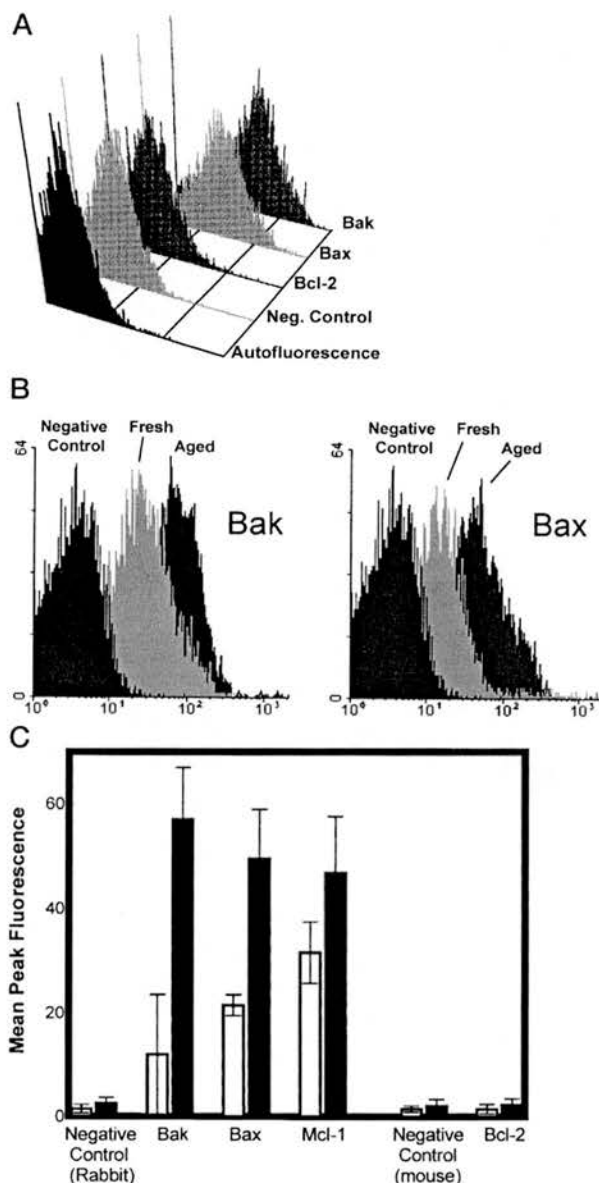 A
Bak
Bax
Bcl-2
Neg. Control
Autofluorescence
B
64
Negative Control
Fresh
Aged
Bak
0
10⁰ 10¹ 10² 10³
64
Negative Control
Fresh
Aged
Bax
0
10⁰ 10¹ 10² 10³
C
Mean Peak Fluorescence
60
40
20
0
Negative Control (Rabbit)
Bak
Bax
Mcl-1
Negative Control (mouse)
Bcl-2